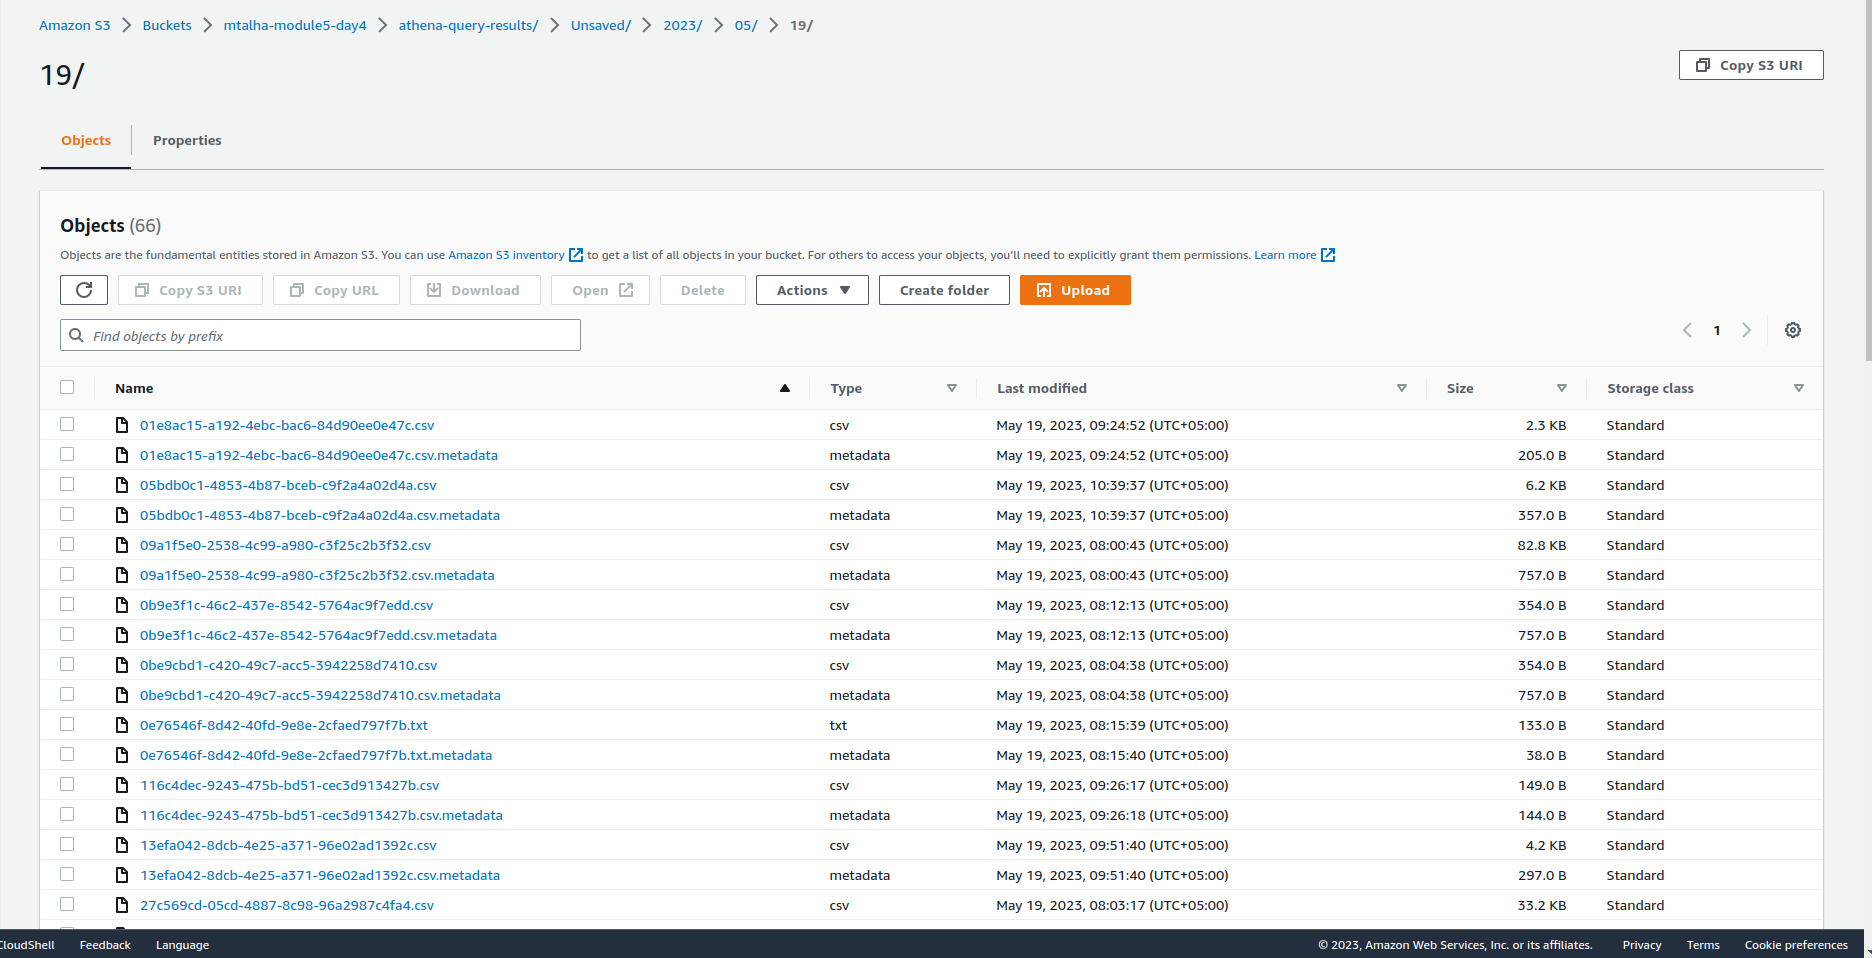 Amazon S3 > Buckets > mtalha-module5-day4 > athena-query-results/ > Unsaved/ > 2023/ > 05/ > 19/
19/
Copy S3 URI
Objects Properties
Objects (66)
Objects are the fundamental entities stored in Amazon S3. You can use Amazon S3 inventory to get a list of all objects in your bucket. For others to access your objects, you'll need to explicitly grant them permissions. Learn more
Copy S3 URI Copy URL Download Open Delete Actions Create folder Upload
Find objects by prefix 1
Name Type Last modified Size Storage class
01e8ac15-a192-4ebc-bac6-84d90ee0e47c.csv csv May 19, 2023, 09:24:52 (UTC+05:00) 2.3 KB Standard
01e8ac15-a192-4ebc-bac6-84d90ee0e47c.csv.metadata metadata May 19, 2023, 09:24:52 (UTC+05:00) 205.0 B Standard
05bdb0c1-4853-4b87-bceb-c9f2a4a02d4a.csv csv May 19, 2023, 10:39:37 (UTC+05:00) 6.2 KB Standard
05bdb0c1-4853-4b87-bceb-c9f2a4a02d4a.csv.metadata metadata May 19, 2023, 10:39:37 (UTC+05:00) 357.0 B Standard
09a1f5e0-2538-4c99-a980-c3f25c2b3f32.csv csv May 19, 2023, 08:00:43 (UTC+05:00) 82.8 KB Standard
09a1f5e0-2538-4c99-a980-c3f25c2b3f32.csv.metadata metadata May 19, 2023, 08:00:43 (UTC+05:00) 757.0 B Standard
0b9e3f1c-46c2-437e-8542-5764ac9f7edd.csv csv May 19, 2023, 08:12:13 (UTC+05:00) 354.0 B Standard
0b9e3f1c-46c2-437e-8542-5764ac9f7edd.csv.metadata metadata May 19, 2023, 08:12:13 (UTC+05:00) 757.0 B Standard
0be9cbd1-c420-49c7-acc5-3942258d7410.csv csv May 19, 2023, 08:04:38 (UTC+05:00) 354.0 B Standard
0be9cbd1-c420-49c7-acc5-3942258d7410.csv.metadata metadata May 19, 2023, 08:04:38 (UTC+05:00) 757.0 B Standard
0e76546f-8d42-40fd-9e8e-2cfaed797f7b.txt txt May 19, 2023, 08:15:39 (UTC+05:00) 133.0 B Standard
0e76546f-8d42-40fd-9e8e-2cfaed797f7b.txt.metadata metadata May 19, 2023, 08:15:40 (UTC+05:00) 38.0 B Standard
116c4dec-9243-475b-bd51-cec3d913427b.csv csv May 19, 2023, 09:26:17 (UTC+05:00) 149.0 B Standard
116c4dec-9243-475b-bd51-cec3d913427b.csv.metadata metadata May 19, 2023, 09:26:18 (UTC+05:00) 144.0 B Standard
13efa042-8dcb-4e25-a371-96e02ad1392c.csv csv May 19, 2023, 09:51:40 (UTC+05:00) 4.2 KB Standard
13efa042-8dcb-4e25-a371-96e02ad1392c.csv.metadata metadata May 19, 2023, 09:51:40 (UTC+05:00) 297.0 B Standard
27c569cd-05cd-4887-8c98-96a2987c4fa4.csv csv May 19, 2023, 08:03:17 (UTC+05:00) 33.2 KB Standard
CloudShell Feedback Language © 2023, Amazon Web Services, Inc. or its affiliates. Privacy Terms Cookie preferences